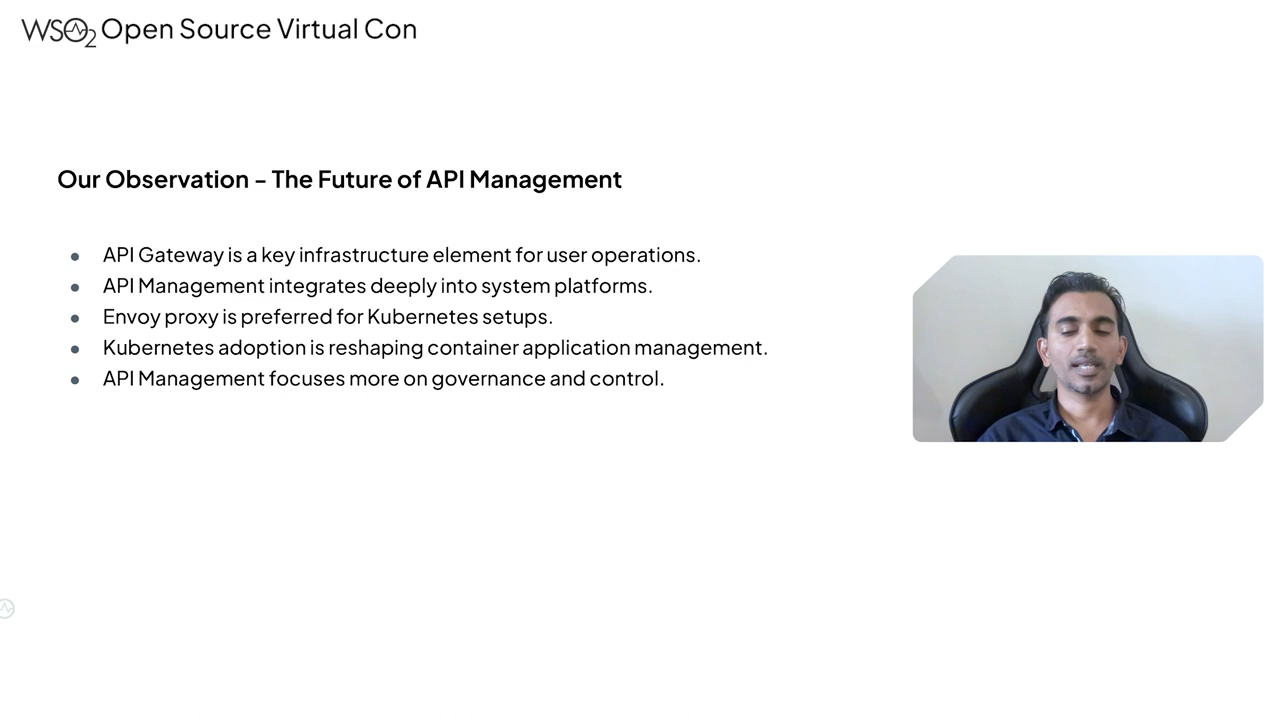 WSO2 Open Source Virtual Con
Our Observation – The Future of API Management
● API Gateway is a key infrastructure element for user operations.
● API Management integrates deeply into system platforms.
● Envoy proxy is preferred for Kubernetes setups.
● Kubernetes adoption is reshaping container application management.
● API Management focuses more on governance and control.